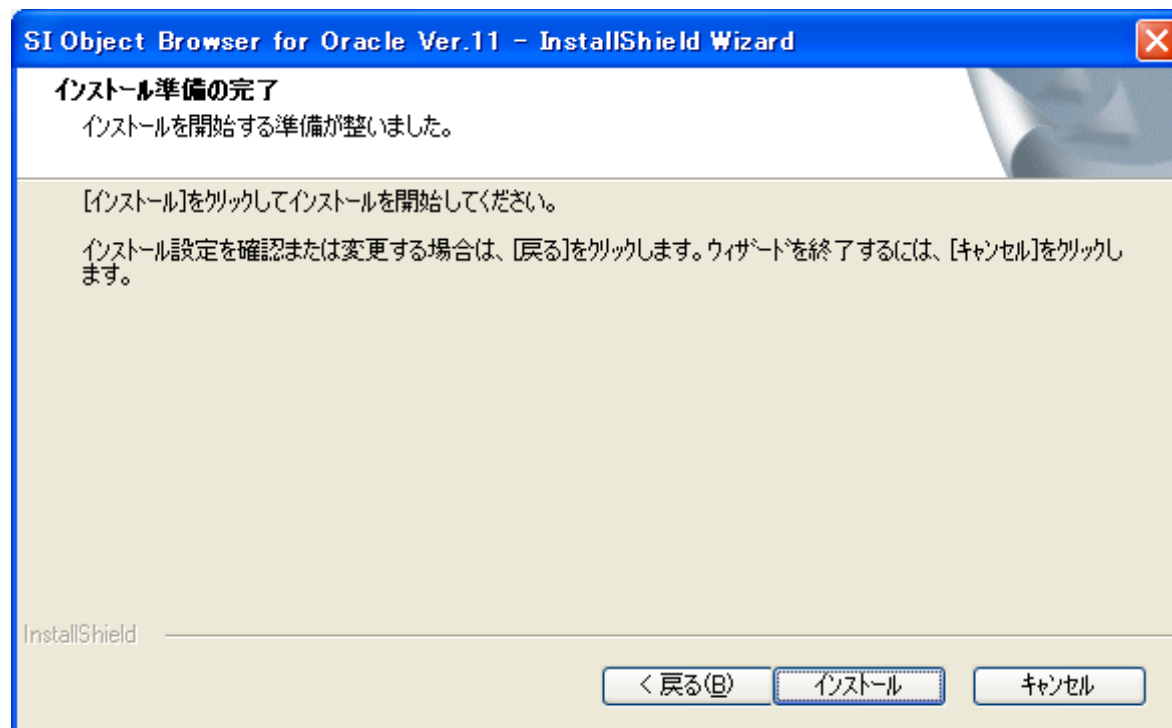 SI Object Browser for Oracle Ver.11 - InstallShield Wizard
インストール準備の完了
インストールを開始する準備が整いました。
[インストール]をクリックしてインストールを開始してください。
インストール設定を確認または変更する場合は、[戻る]をクリックします。ウィザードを終了するには、[キャンセル]をクリックし
ます。
InstallShield
< 戻る(B) インストール キャンセル